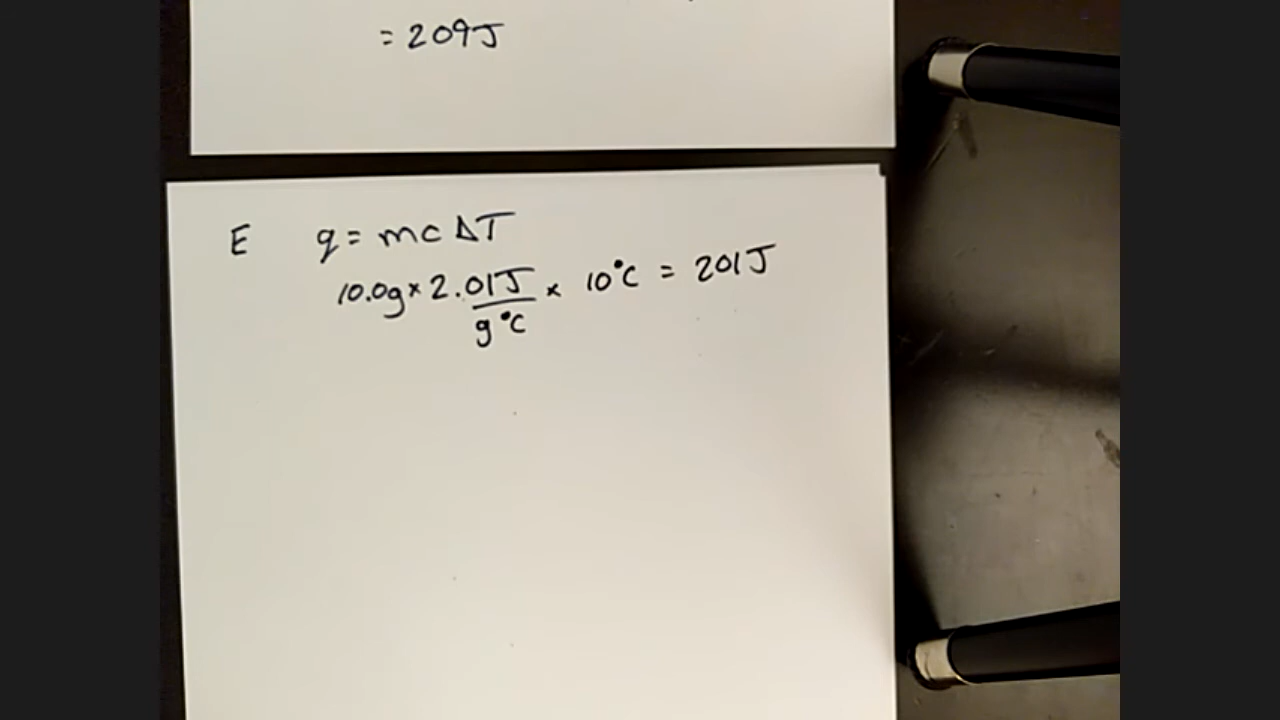 = 209J
E q = mcΔT
10.0g × 2.01J/g°C × 10°C = 201J